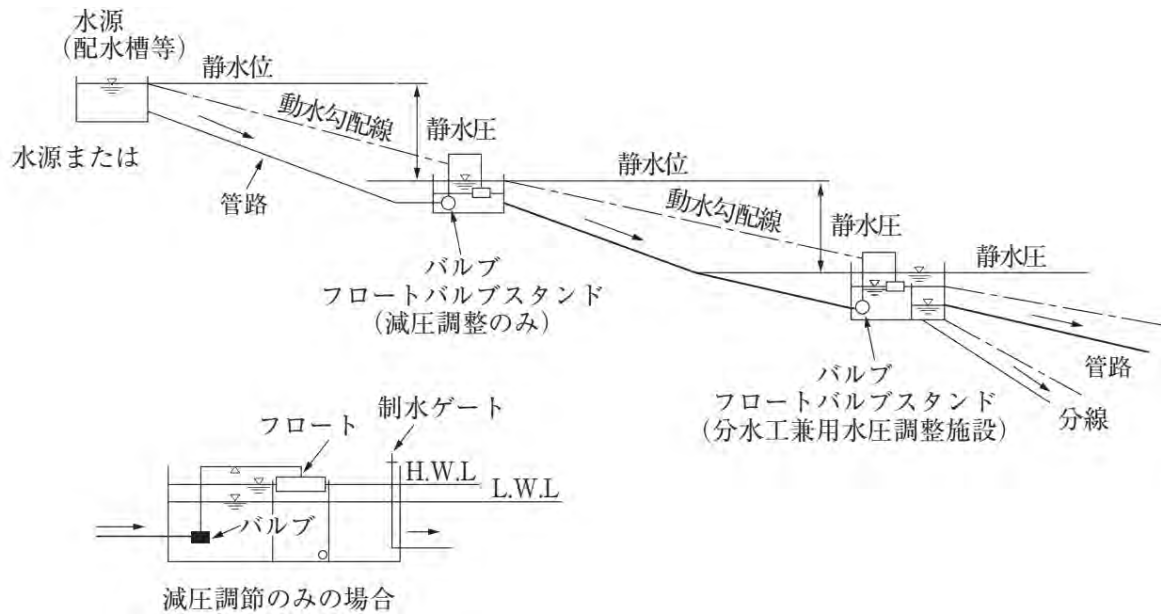 水源
(配水槽等)
静水位
動水勾配線
静水圧
水源または
管路
静水位
動水勾配線
静水圧
静水圧
バルブ
フロートバルブスタンド
(減圧調整のみ)
管路
バルブ
フロートバルブスタンド
(分水工兼用水圧調整施設)
分線
制水ゲート
フロート
H.W.L
L.W.L
バルブ
減圧調節のみの場合